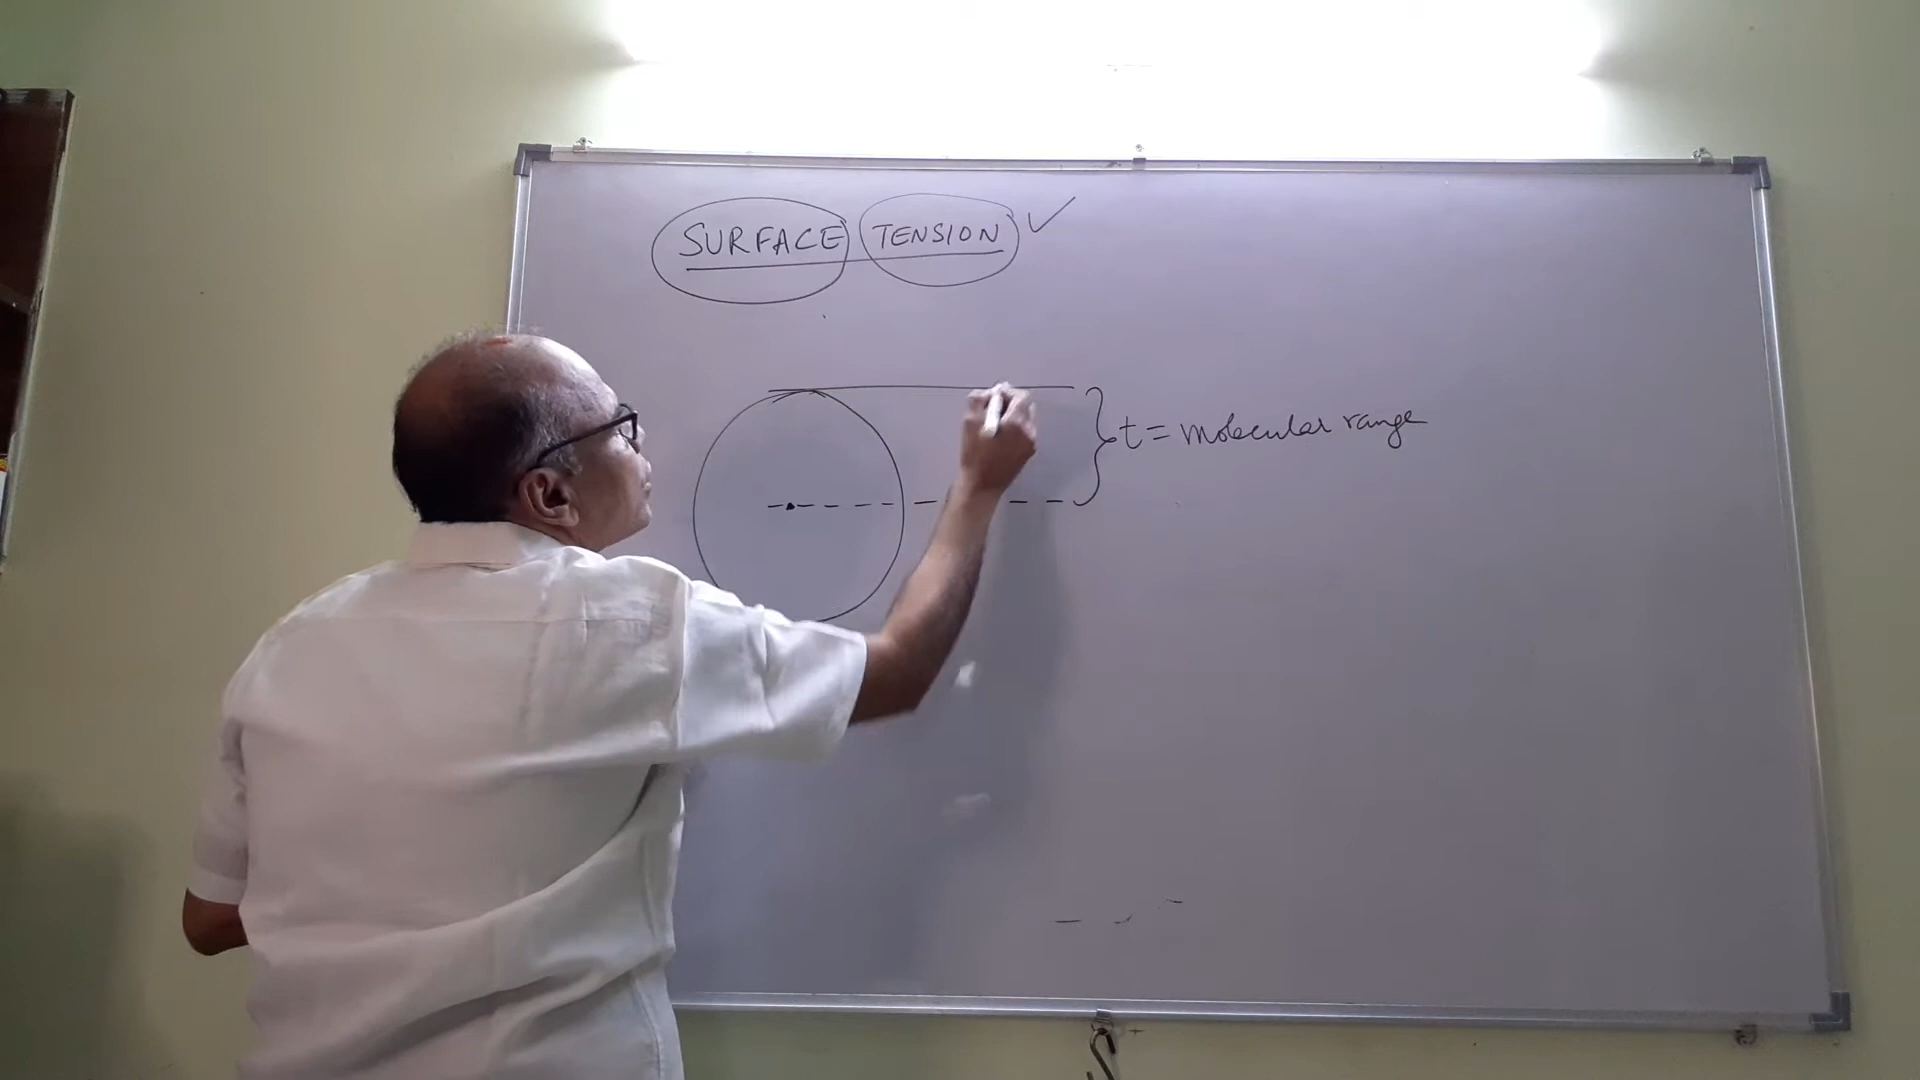 SURFACE TENSION
t = molecular range